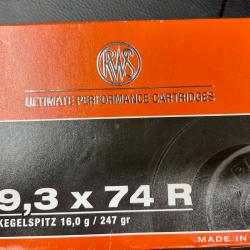 RWS
ULTIMATE PERFORMANCE CARTRIDGES
9,3 x 74 R
KEGELSPITZ 16,0 g / 247 gr
MADE IN